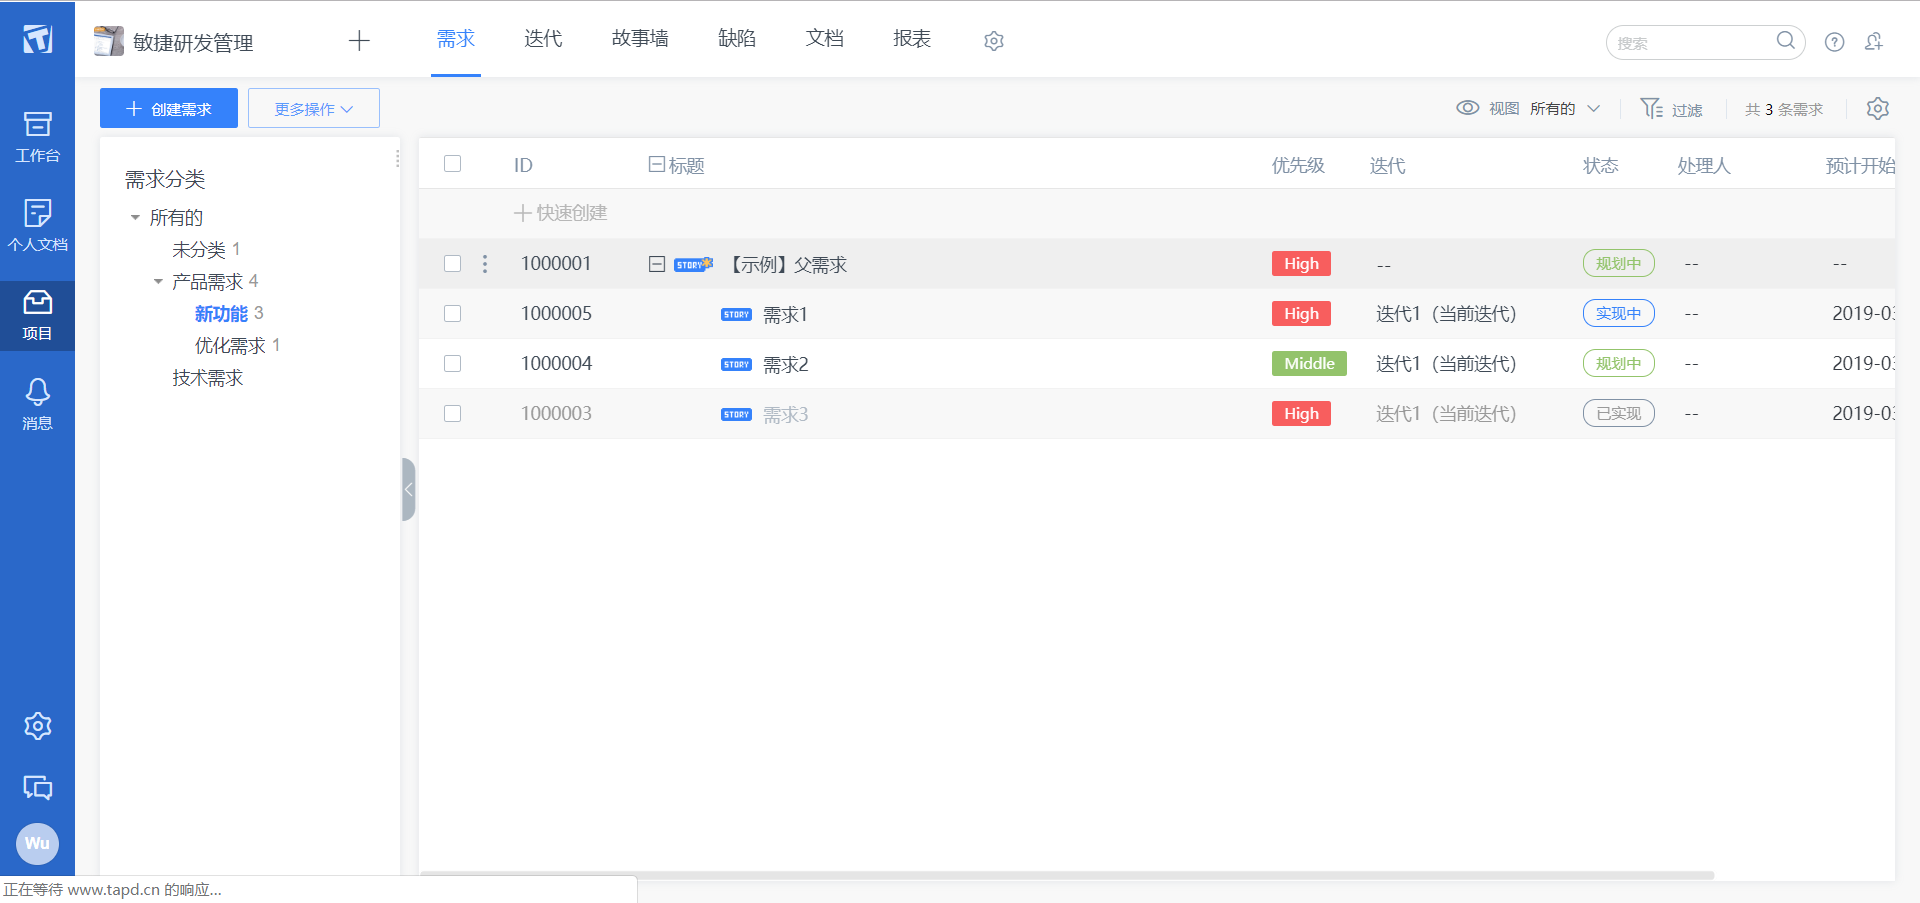 敏捷研发管理
需求 迭代 故事墙 缺陷 文档 报表
搜索
工作台
个人文档
项目
消息
Wu
创建需求 更多操作
视图 所有的 过滤 共 3 条需求
需求分类
所有的
未分类 1
产品需求 4
新功能 3
优化需求 1
技术需求
ID 标题 优先级 迭代 状态 处理人 预计开始
快速创建
1000001 STORY 【示例】父需求 High -- 规划中 -- --
1000005 STORY 需求1 High 迭代1（当前迭代） 实现中 -- 2019-03
1000004 STORY 需求2 Middle 迭代1（当前迭代） 规划中 -- 2019-03
1000003 STORY 需求3 High 迭代1（当前迭代） 已实现 -- 2019-03
正在等待 www.tapd.cn 的响应...